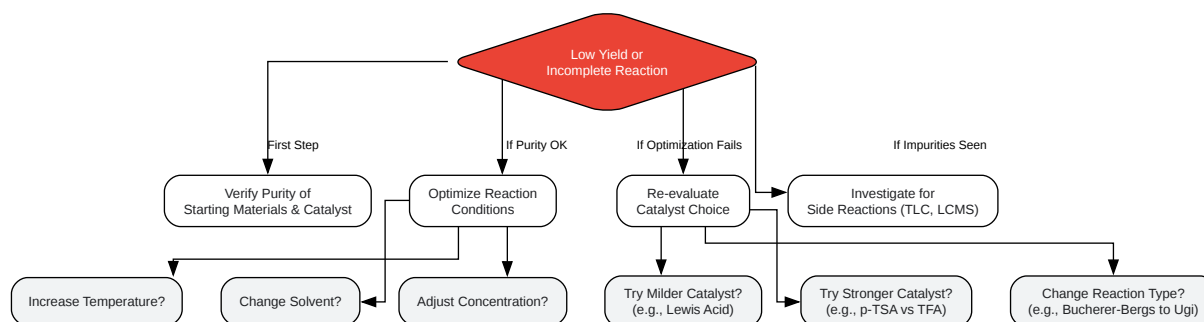 Low Yield or
Incomplete Reaction
First Step
If Purity OK
If Optimization Fails
If Impurities Seen
Verify Purity of
Starting Materials & Catalyst
Optimize Reaction
Conditions
Re-evaluate
Catalyst Choice
Investigate for
Side Reactions (TLC, LCMS)
Increase Temperature?
Change Solvent?
Adjust Concentration?
Try Milder Catalyst?
(e.g., Lewis Acid)
Try Stronger Catalyst?
(e.g., p-TSA vs TFA)
Change Reaction Type?
(e.g., Bucherer-Bergs to Ugi)